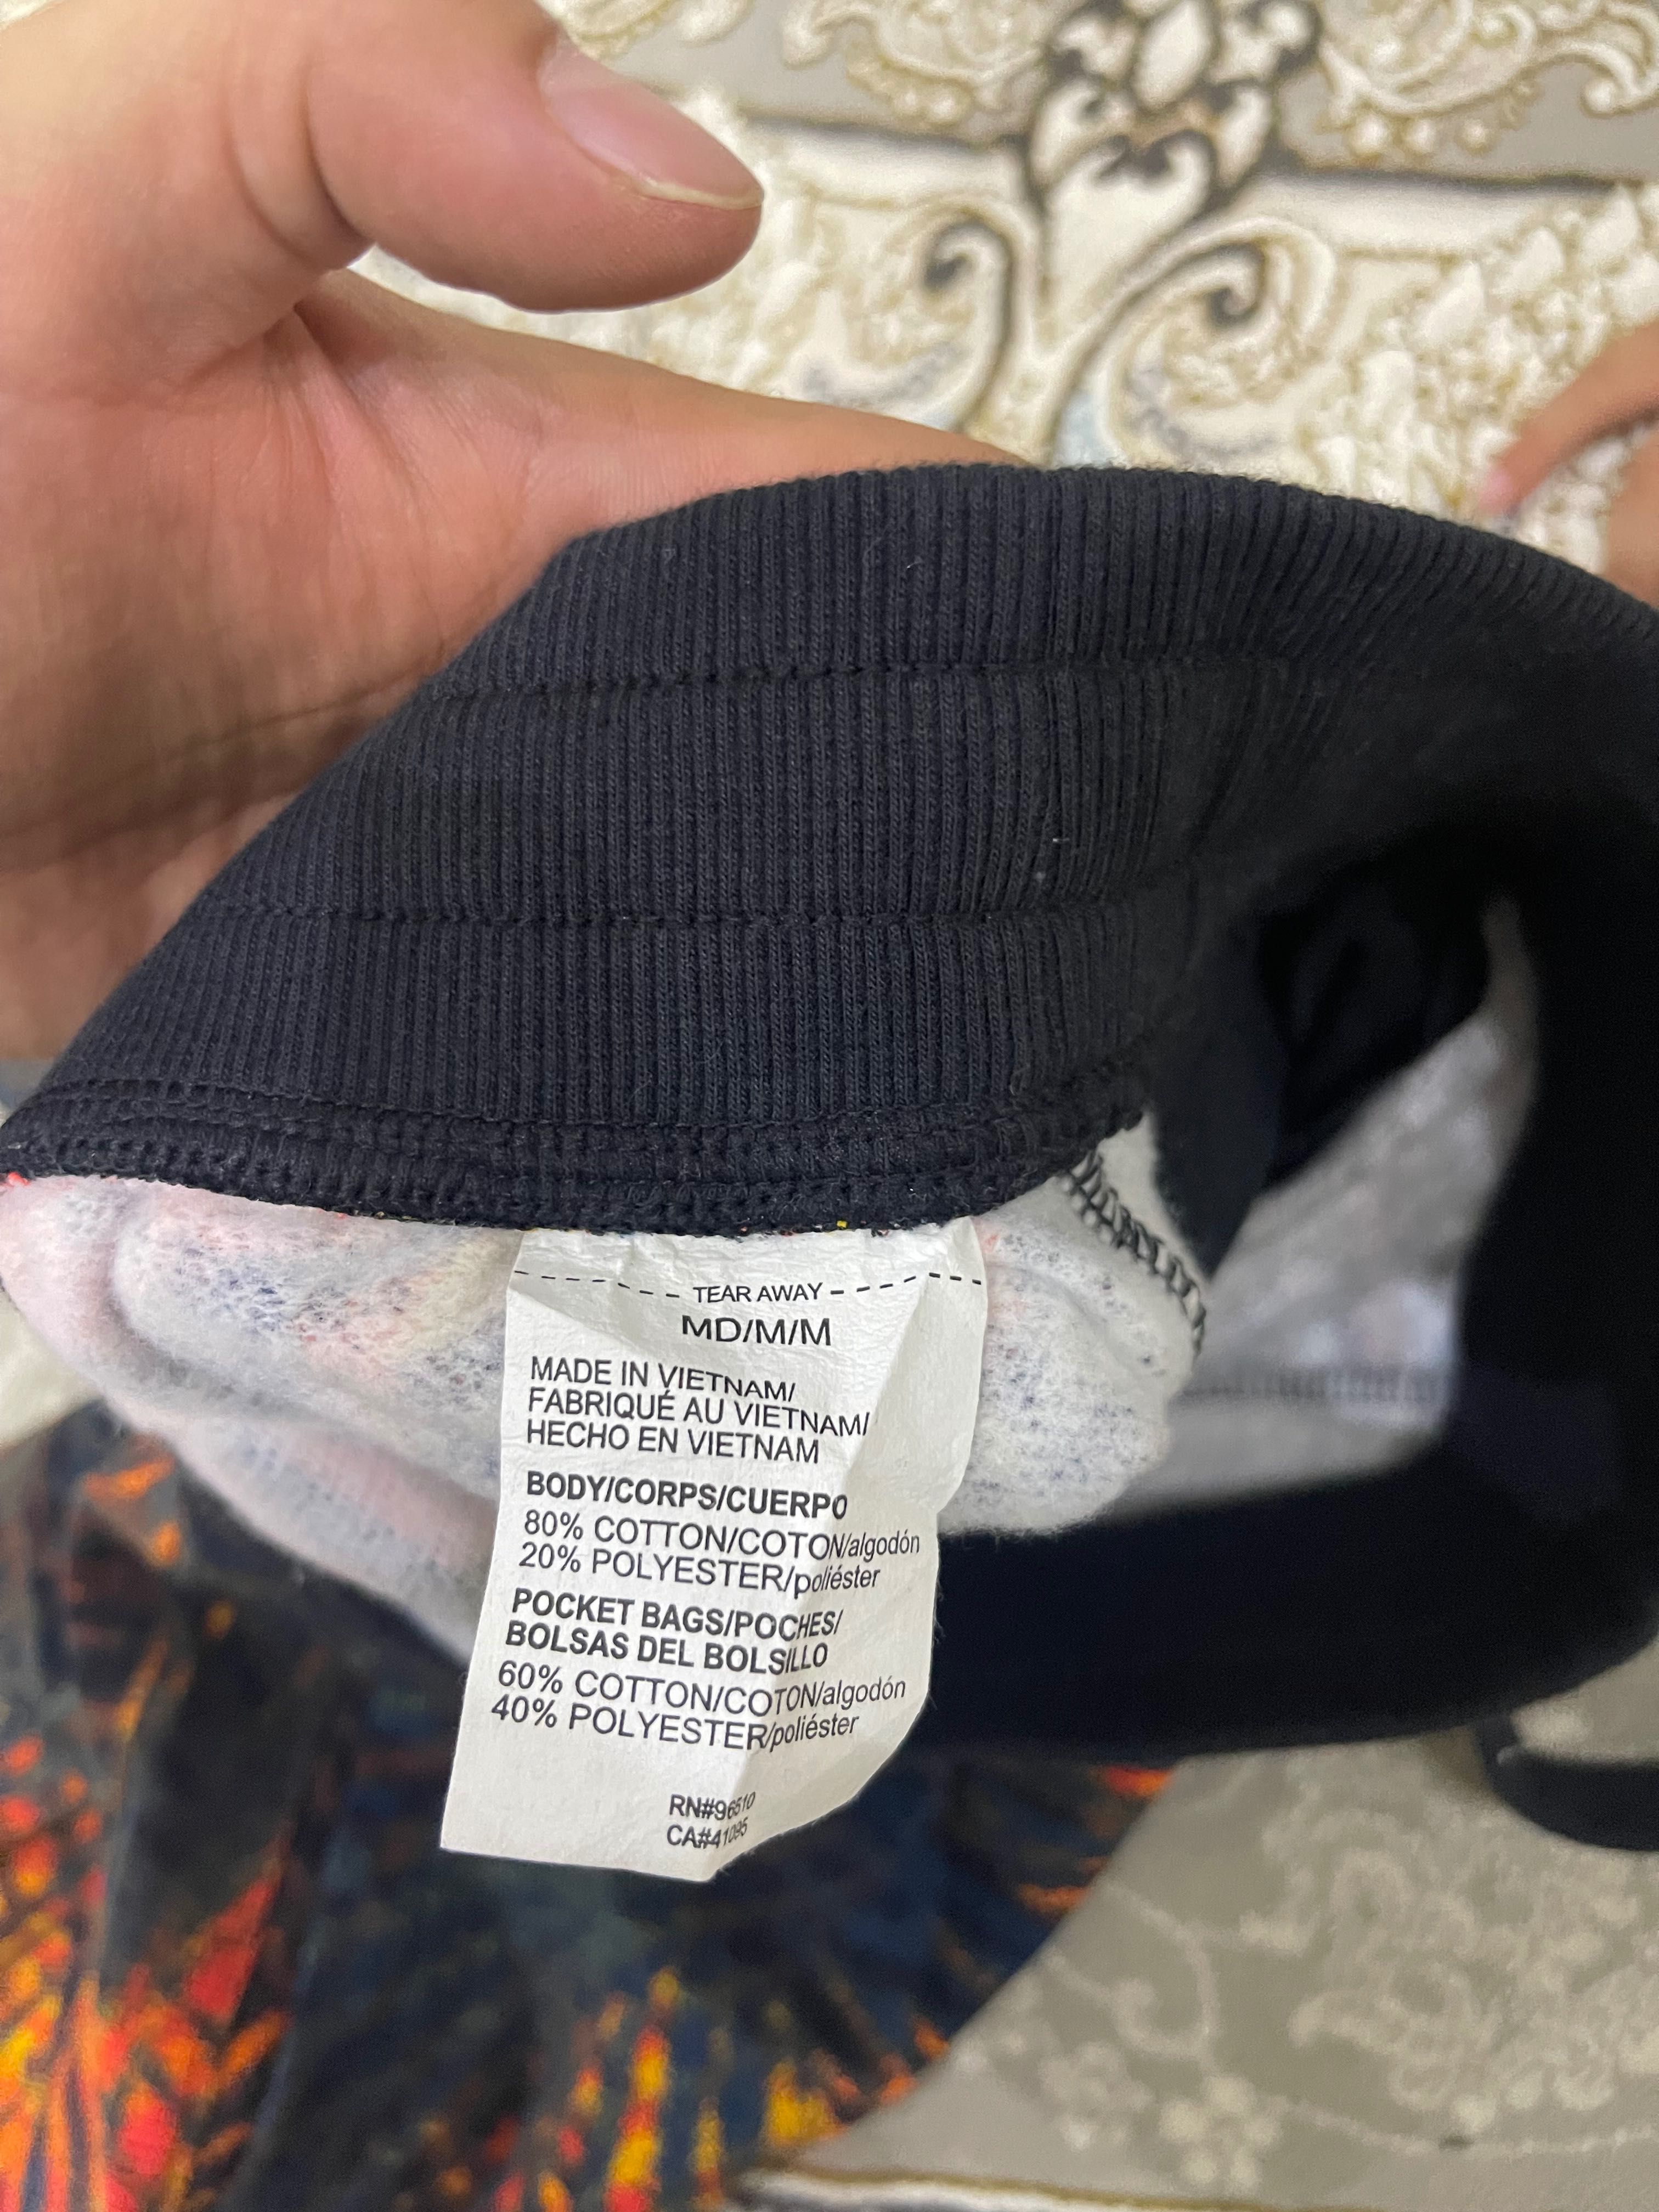 TEAR AWAY
MD/M/M
MADE IN VIETNAM/
FABRIQUÉ AU VIETNAM/
HECHO EN VIETNAM
BODY/CORPS/CUERPO
80% COTTON/COTON/algodón
20% POLYESTER/poliéster
POCKET BAGS/POCHES/
BOLSAS DEL BOLSILLO
60% COTTON/COTON/algodón
40% POLYESTER/poliéster
RN#96510
CA#41095